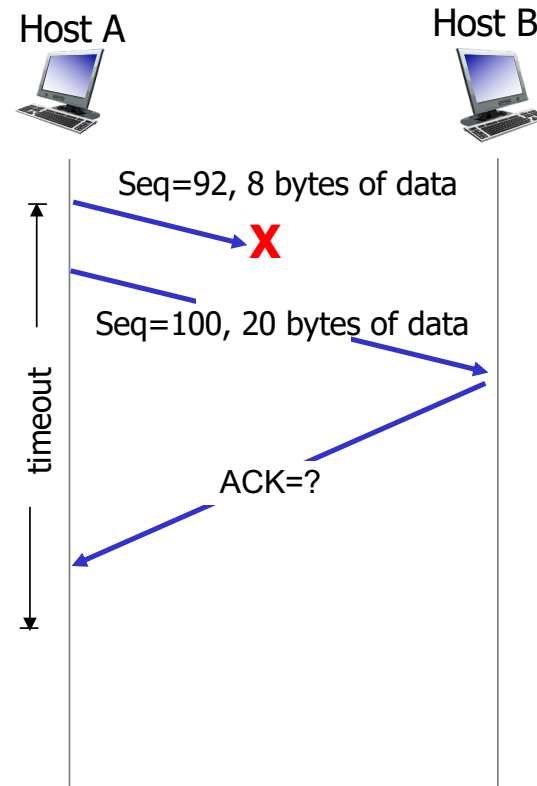 Host A
Host B
Seq=92, 8 bytes of data
X
Seq=100, 20 bytes of data
timeout
ACK=?